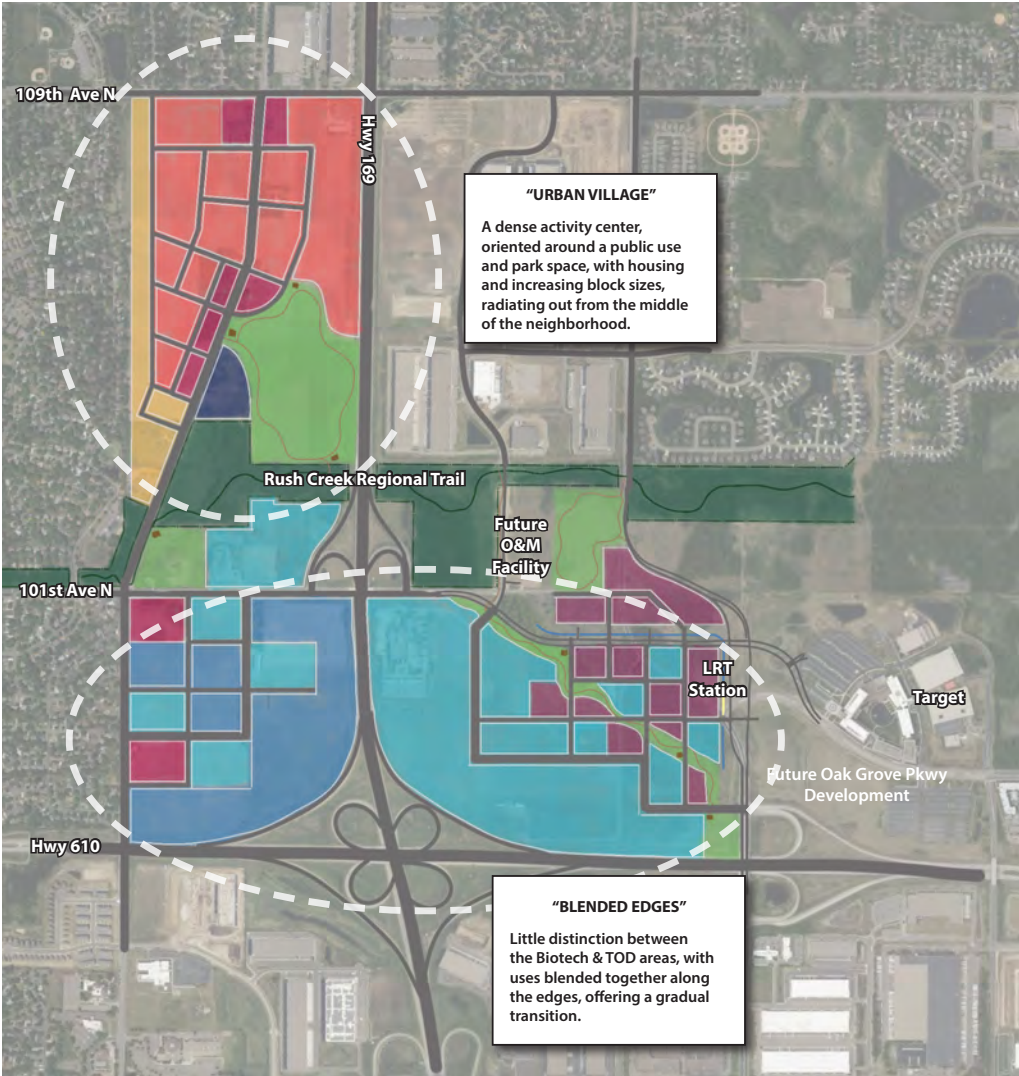 109th Ave N
Hwy 169
“URBAN VILLAGE”
A dense activity center,
oriented around a public use
and park space, with housing
and increasing block sizes,
radiating out from the middle
of the neighborhood.
Rush Creek Regional Trail
Future
O&M
Facility
101st Ave N
LRT
Station
Target
Future Oak Grove Pkwy
Development
Hwy 610
“BLENDED EDGES”
Little distinction between
the Biotech & TOD areas, with
uses blended together along
the edges, offering a gradual
transition.